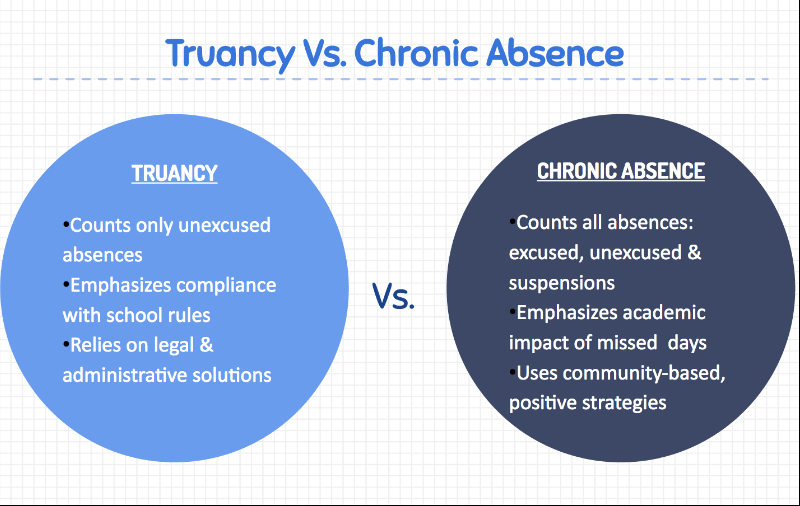 Truancy Vs. Chronic Absence
TRUANCY
•Counts only unexcused
absences
•Emphasizes compliance
with school rules
•Relies on legal &
administrative solutions
Vs.
CHRONIC ABSENCE
•Counts all absences:
excused, unexcused &
suspensions
•Emphasizes academic
impact of missed  days
•Uses community-based,
positive strategies